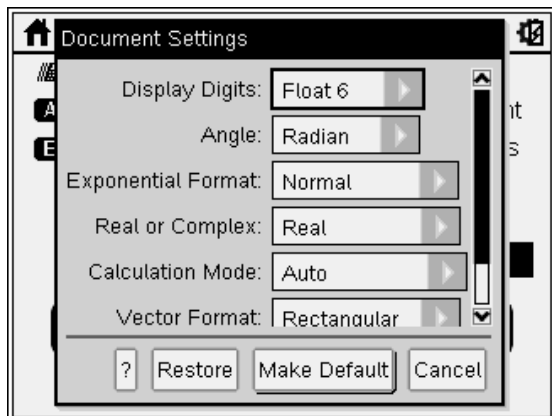 Document Settings
Display Digits: Float 6
Angle: Radian
Exponential Format: Normal
Real or Complex: Real
Calculation Mode: Auto
Vector Format: Rectangular
? Restore Make Default Cancel